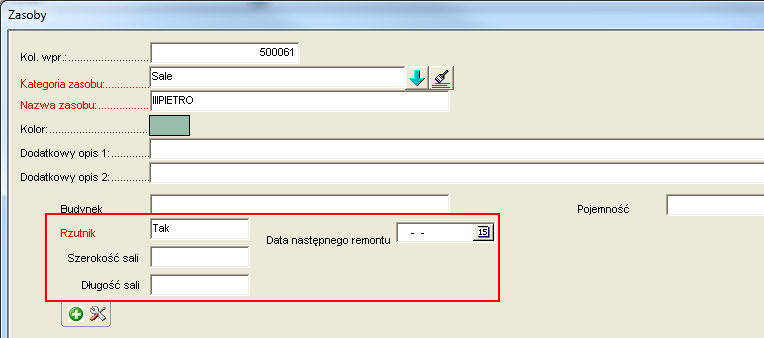 Zasoby
Kol. wpr.: 500061
Kategoria zasobu: Sale
Nazwa zasobu: IIIPIETRO
Kolor:
Dodatkowy opis 1:
Dodatkowy opis 2:
Budynek Pojemność
Rzutnik Tak Data następnego remontu - - 15
Szerokość sali
Długość sali